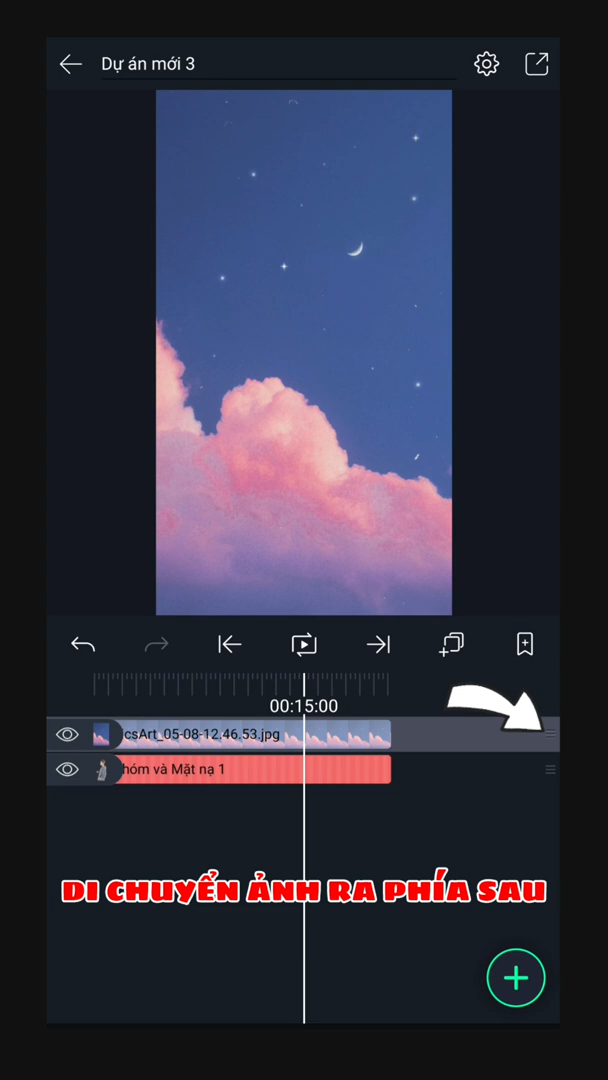 Dự án mới 3
00:15:00
icsArt_05-08-12.46.53.jpg
hóm và Mặt nạ 1
DI CHUYỂN ẢNH RA PHÍA SAU